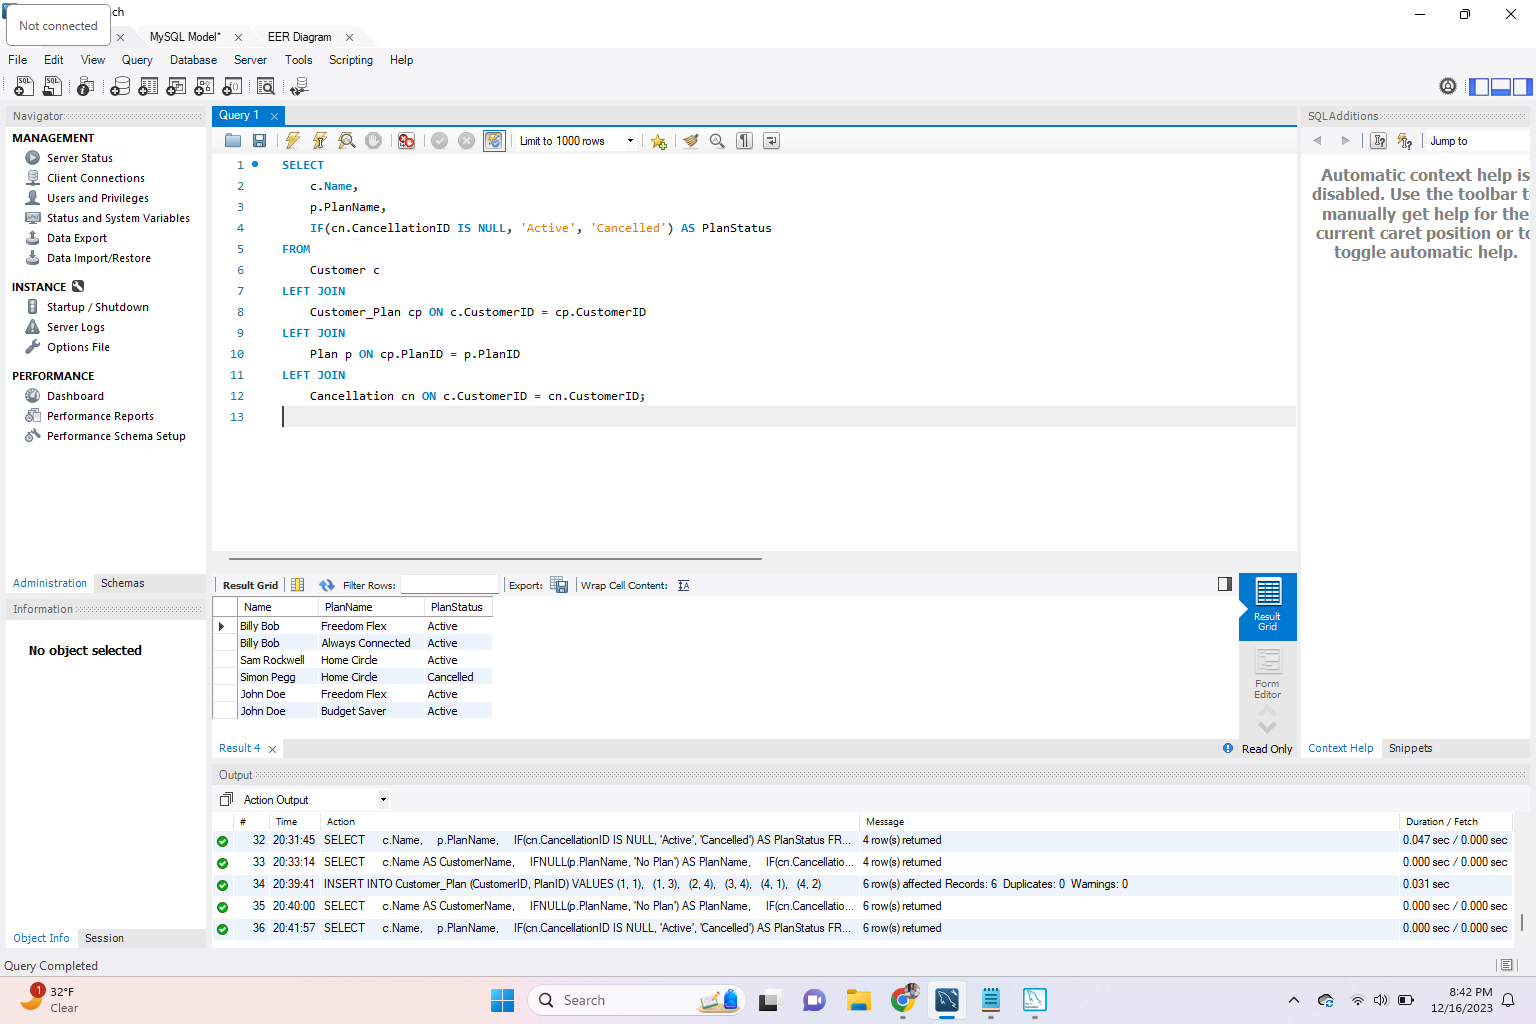 Not connected
ch
MySQL Model*
EER Diagram
File Edit View Query Database Server Tools Scripting Help
Navigator
MANAGEMENT
Server Status
Client Connections
Users and Privileges
Status and System Variables
Data Export
Data Import/Restore
INSTANCE
Startup / Shutdown
Server Logs
Options File
PERFORMANCE
Dashboard
Performance Reports
Performance Schema Setup
Administration Schemas
Information
No object selected
Object Info Session
Query 1
Limit to 1000 rows
1 SELECT
2 c.Name,
3 p.PlanName,
4 IF(cn.CancellationID IS NULL, 'Active', 'Cancelled') AS PlanStatus
5 FROM
6 Customer c
7 LEFT JOIN
8 Customer_Plan cp ON c.CustomerID = cp.CustomerID
9 LEFT JOIN
10 Plan p ON cp.PlanID = p.PlanID
11 LEFT JOIN
12 Cancellation cn ON c.CustomerID = cn.CustomerID;
13
Result Grid Filter Rows: Export: Wrap Cell Content:
Name PlanName PlanStatus
Billy Bob Freedom Flex Active
Billy Bob Always Connected Active
Sam Rockwell Home Circle Active
Simon Pegg Home Circle Cancelled
John Doe Freedom Flex Active
John Doe Budget Saver Active
Result
Grid
Form
Editor
Result 4
Read Only
SQLAdditions
Jump to
Automatic context help is
disabled. Use the toolbar t
manually get help for the
current caret position or to
toggle automatic help.
Context Help Snippets
Output
Action Output
# Time Action Message Duration / Fetch
32 20:31:45 SELECT c.Name, p.PlanName, IF(cn.CancellationID IS NULL, 'Active', 'Cancelled') AS PlanStatus FR... 4 row(s) returned 0.047 sec / 0.000 sec
33 20:33:14 SELECT c.Name AS CustomerName, IFNULL(p.PlanName, 'No Plan') AS PlanName, IF(cn.Cancellatio... 4 row(s) returned 0.000 sec / 0.000 sec
34 20:39:41 INSERT INTO Customer_Plan (CustomerID, PlanID) VALUES (1, 1), (1, 3), (2, 4), (3, 4), (4, 1), (4, 2) 6 row(s) affected Records: 6 Duplicates: 0 Warnings: 0 0.031 sec
35 20:40:00 SELECT c.Name AS CustomerName, IFNULL(p.PlanName, 'No Plan') AS PlanName, IF(cn.Cancellatio... 6 row(s) returned 0.000 sec / 0.000 sec
36 20:41:57 SELECT c.Name, p.PlanName, IF(cn.CancellationID IS NULL, 'Active', 'Cancelled') AS PlanStatus FR... 6 row(s) returned 0.000 sec / 0.000 sec
Query Completed
1
32°F
Clear
Search
8:42 PM
12/16/2023